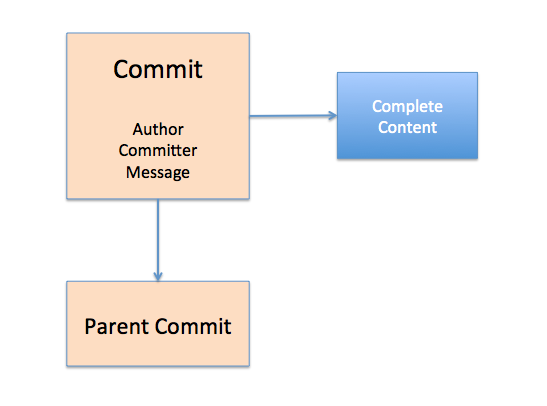 Commit
Author
Committer
Message
Complete
Content
Parent Commit